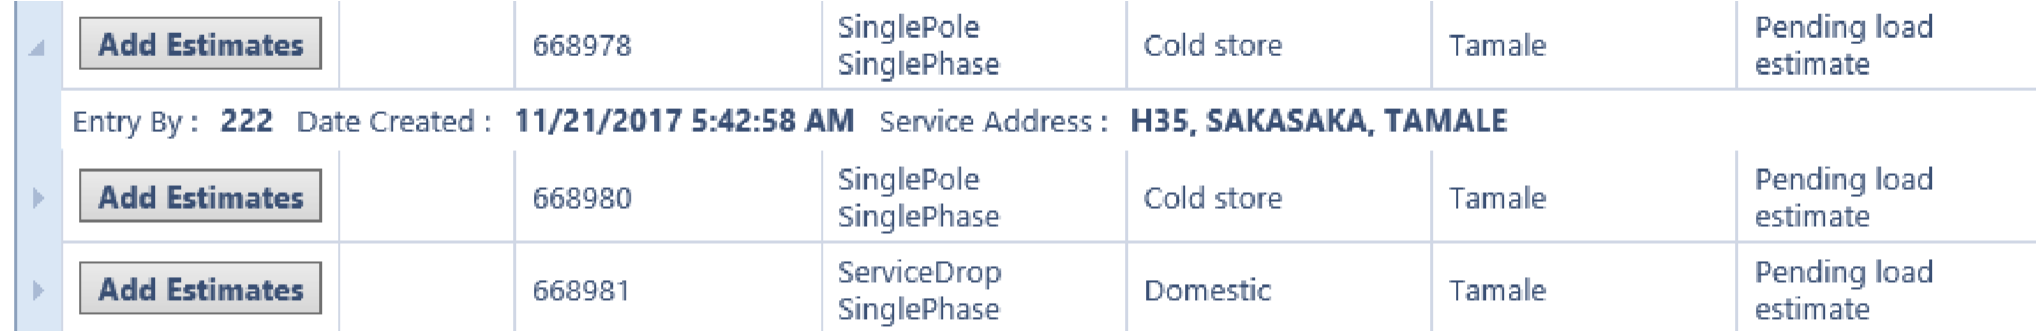 Add Estimates 668978 SinglePole SinglePhase Cold store Tamale Pending load estimate
Entry By : 222 Date Created : 11/21/2017 5:42:58 AM Service Address : H35, SAKASAKA, TAMALE
Add Estimates 668980 SinglePole SinglePhase Cold store Tamale Pending load estimate
Add Estimates 668981 ServiceDrop SinglePhase Domestic Tamale Pending load estimate